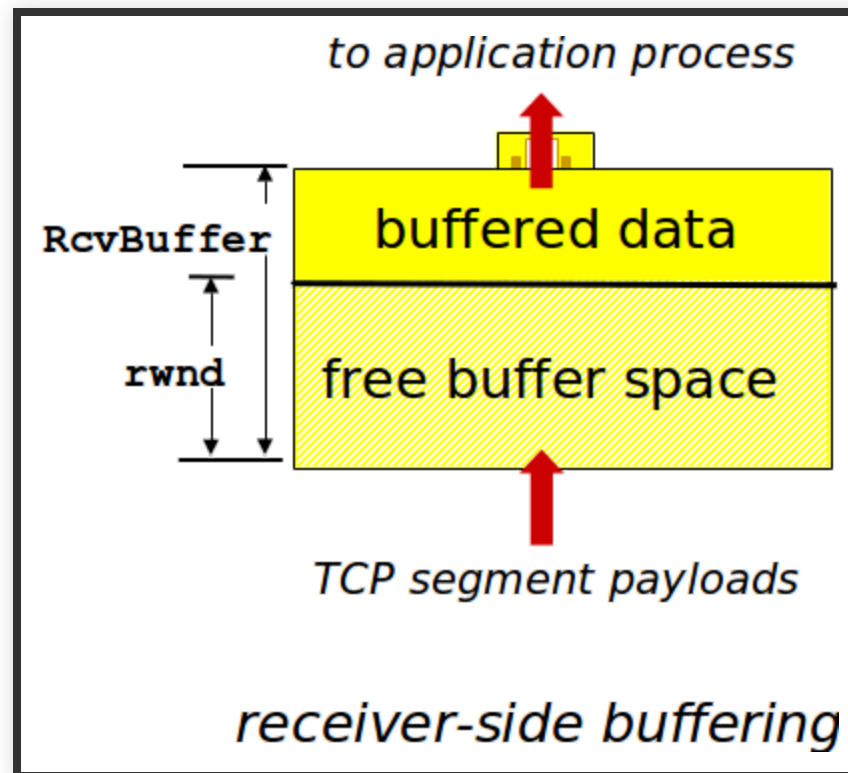 to application process
buffered data
RcvBuffer
rwnd
free buffer space
TCP segment payloads
receiver-side buffering